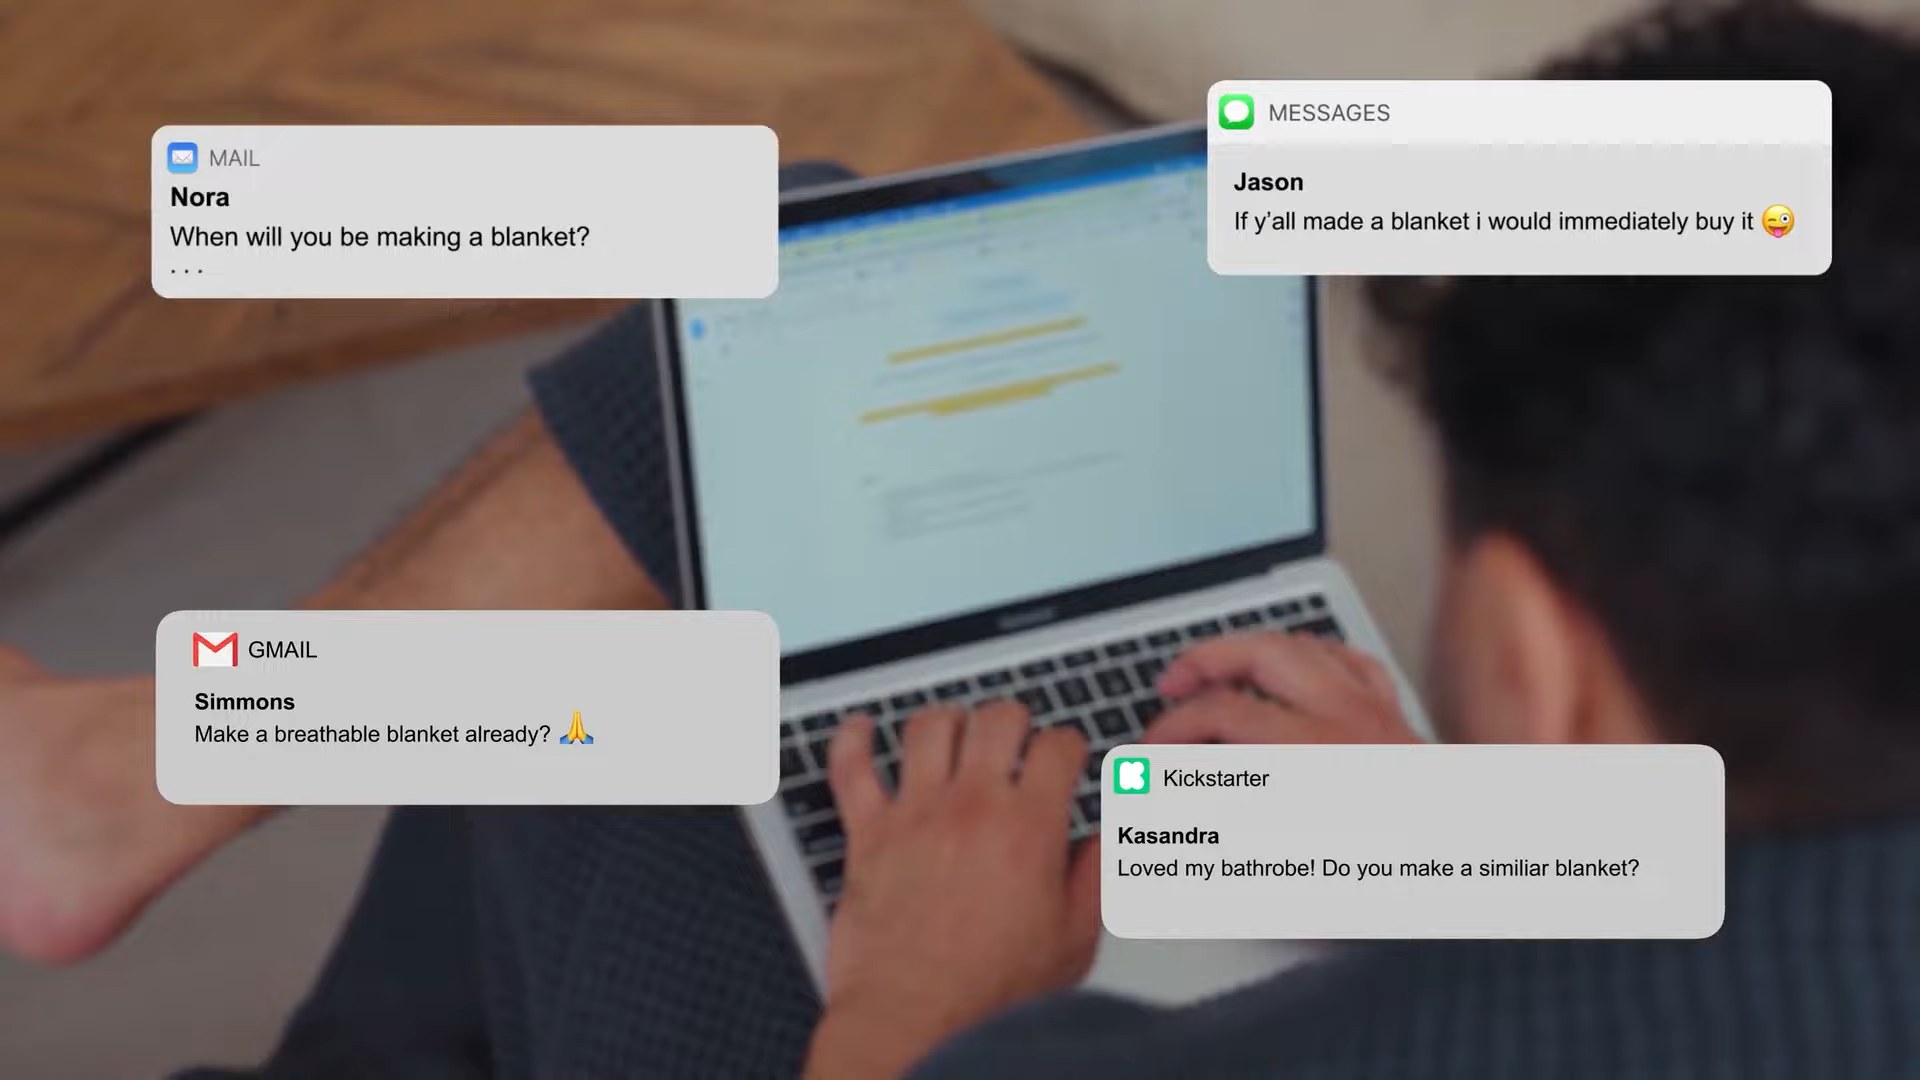 MAIL
Nora
When will you be making a blanket?
. . .
MESSAGES
Jason
If y’all made a blanket i would immediately buy it 😜
GMAIL
Simmons
Make a breathable blanket already? 🙏
Kickstarter
Kasandra
Loved my bathrobe! Do you make a similiar blanket?